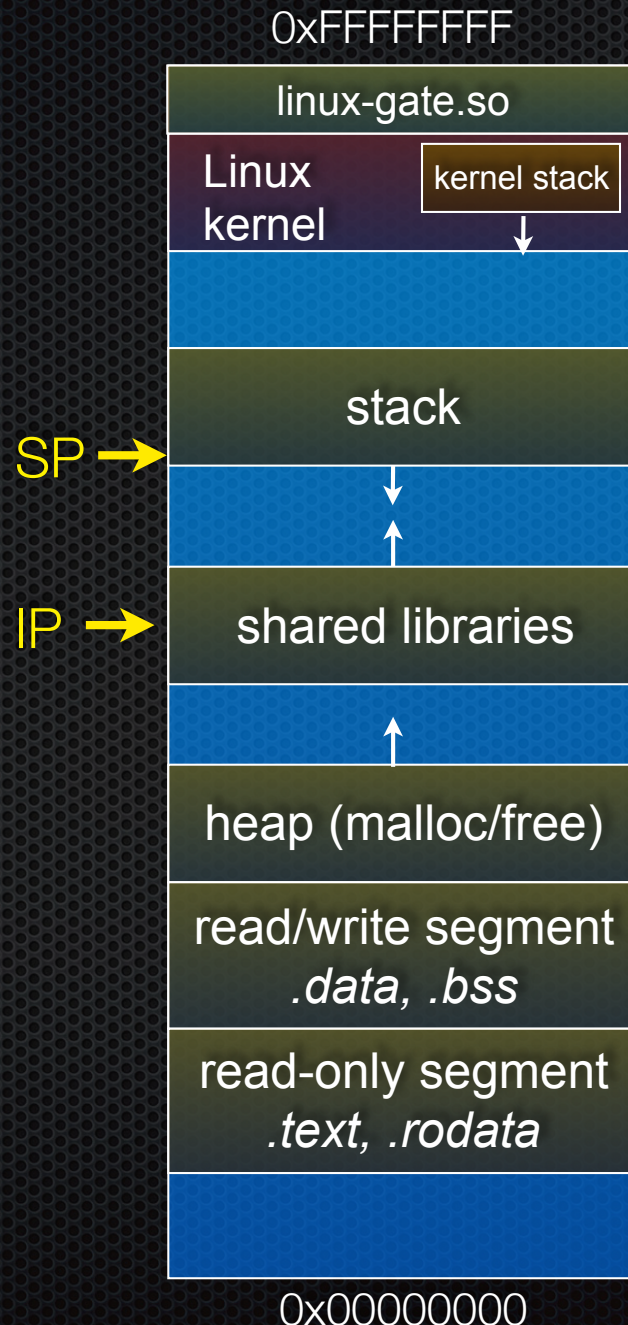 0xFFFFFFFF
linux-gate.so
Linux
kernel
kernel stack
stack
SP
IP
shared libraries
heap (malloc/free)
read/write segment
.data, .bss
read-only segment
.text, .rodata
0x00000000